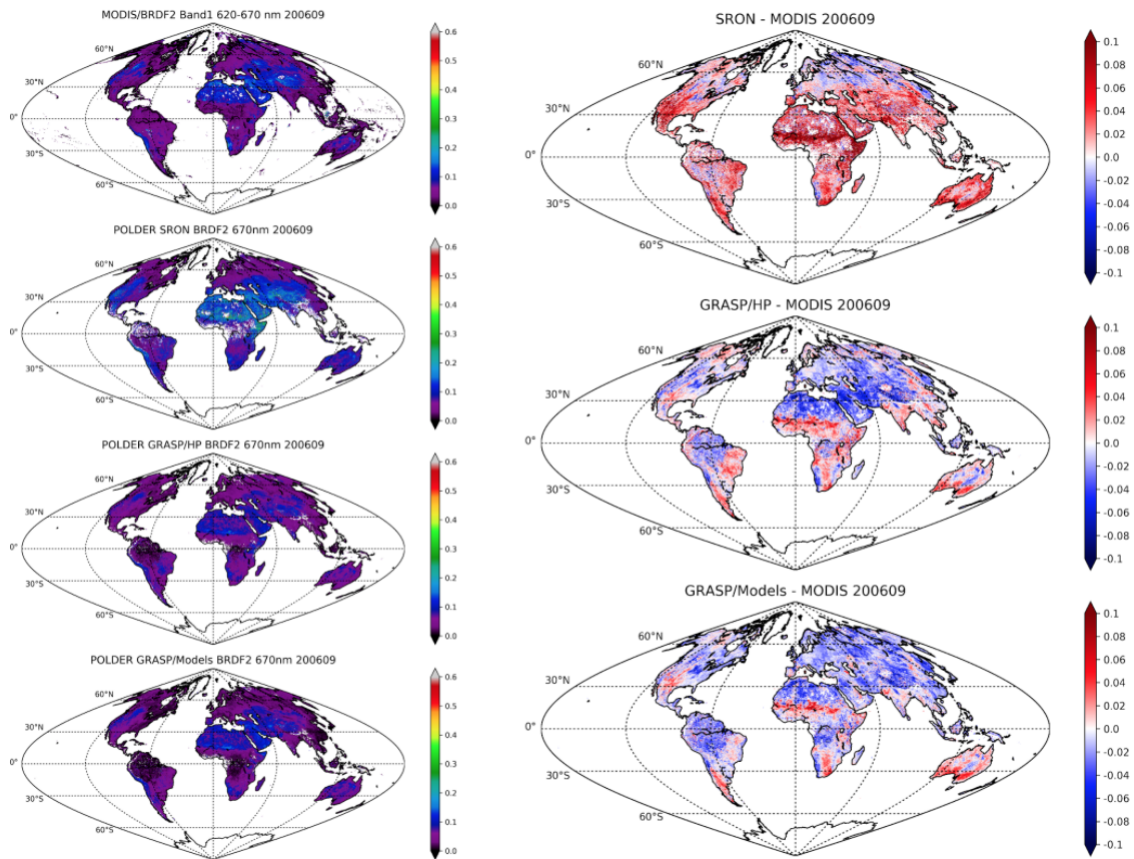 MODIS/BRDF2 Band1 620-670 nm 200609
60°N
30°N
0°
30°S
60°S
0.6
0.5
0.4
0.3
0.2
0.1
0.0
POLDER SRON BRDF2 670nm 200609
60°N
30°N
0°
30°S
60°S
0.6
0.5
0.4
0.3
0.2
0.1
0.0
POLDER GRASP/HP BRDF2 670nm 200609
60°N
30°N
0°
30°S
60°S
0.6
0.5
0.4
0.3
0.2
0.1
0.0
POLDER GRASP/Models BRDF2 670nm 200609
60°N
30°N
0°
30°S
60°S
0.6
0.5
0.4
0.3
0.2
0.1
0.0
SRON - MODIS 200609
60°N
30°N
0°
30°S
60°S
0.1
0.08
0.06
0.04
0.02
0.0
-0.02
-0.04
-0.06
-0.08
-0.1
GRASP/HP - MODIS 200609
60°N
30°N
0°
30°S
60°S
0.1
0.08
0.06
0.04
0.02
0.0
-0.02
-0.04
-0.06
-0.08
-0.1
GRASP/Models - MODIS 200609
60°N
30°N
0°
30°S
60°S
0.1
0.08
0.06
0.04
0.02
0.0
-0.02
-0.04
-0.06
-0.08
-0.1